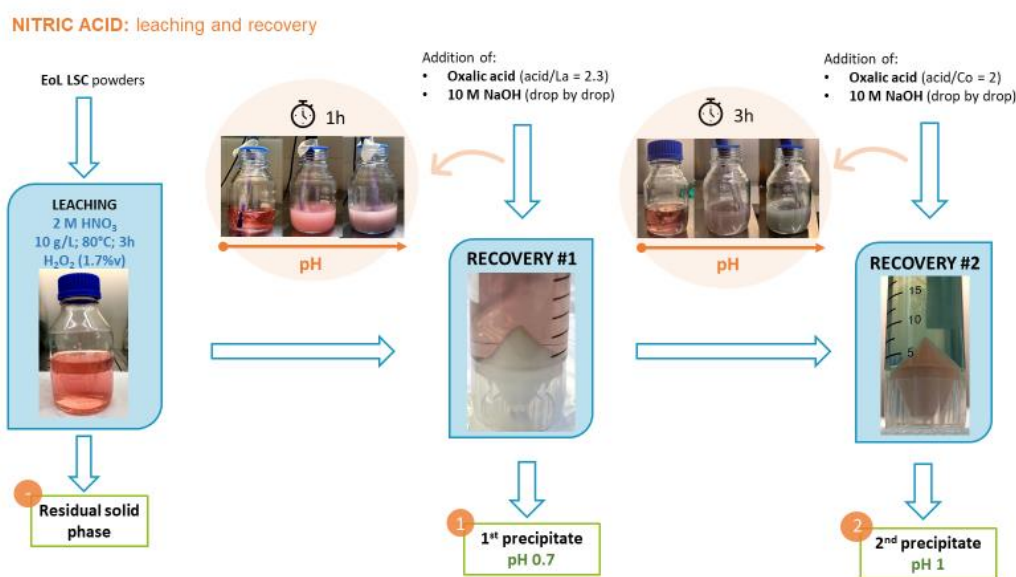 NITRIC ACID: leaching and recovery
EoL LSC powders
LEACHING
2 M HNO₃
10 g/L; 80°C; 3h
H₂O₂ (1.7%v)
-
Residual solid
phase
1h
pH
Addition of:
• Oxalic acid (acid/La = 2.3)
• 10 M NaOH (drop by drop)
RECOVERY #1
1
1st precipitate
pH 0.7
3h
pH
Addition of:
• Oxalic acid (acid/Co = 2)
• 10 M NaOH (drop by drop)
RECOVERY #2
15
10
5
2
2nd precipitate
pH 1